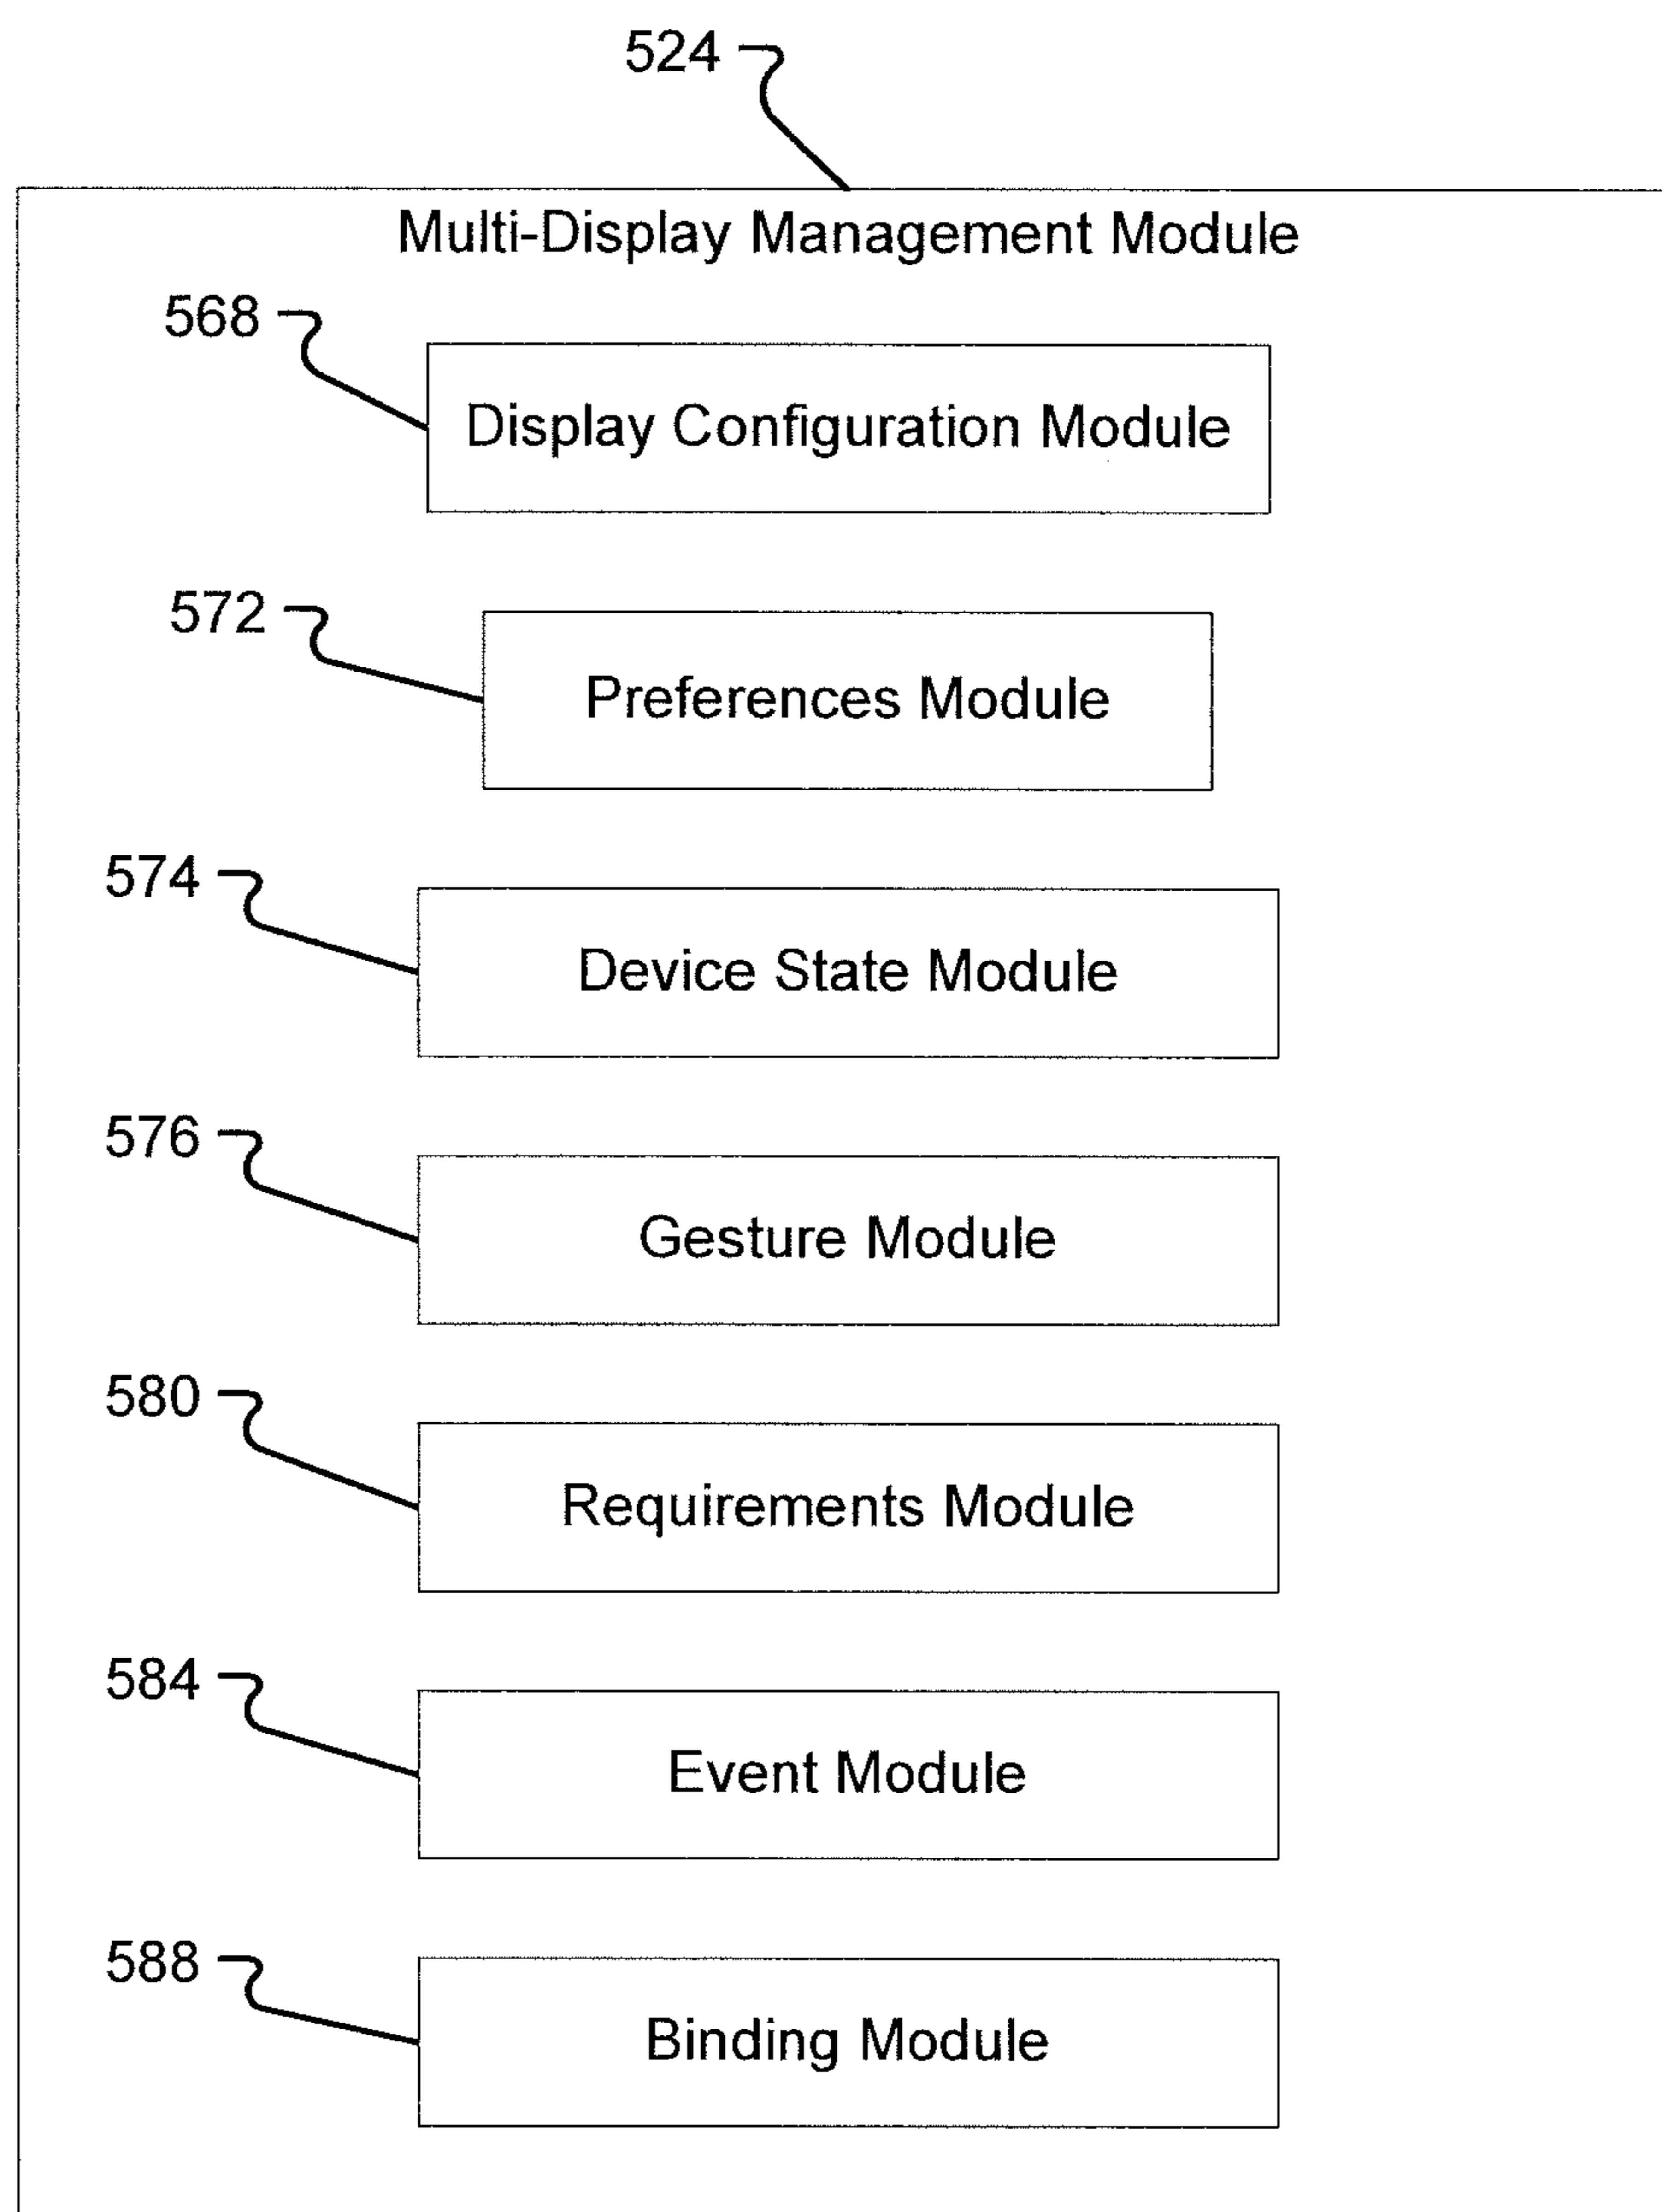 524
Multi-Display Management Module
568
Display Configuration Module
572
Preferences Module
574
Device State Module
576
Gesture Module
580
Requirements Module
584
Event Module
588
Binding Module